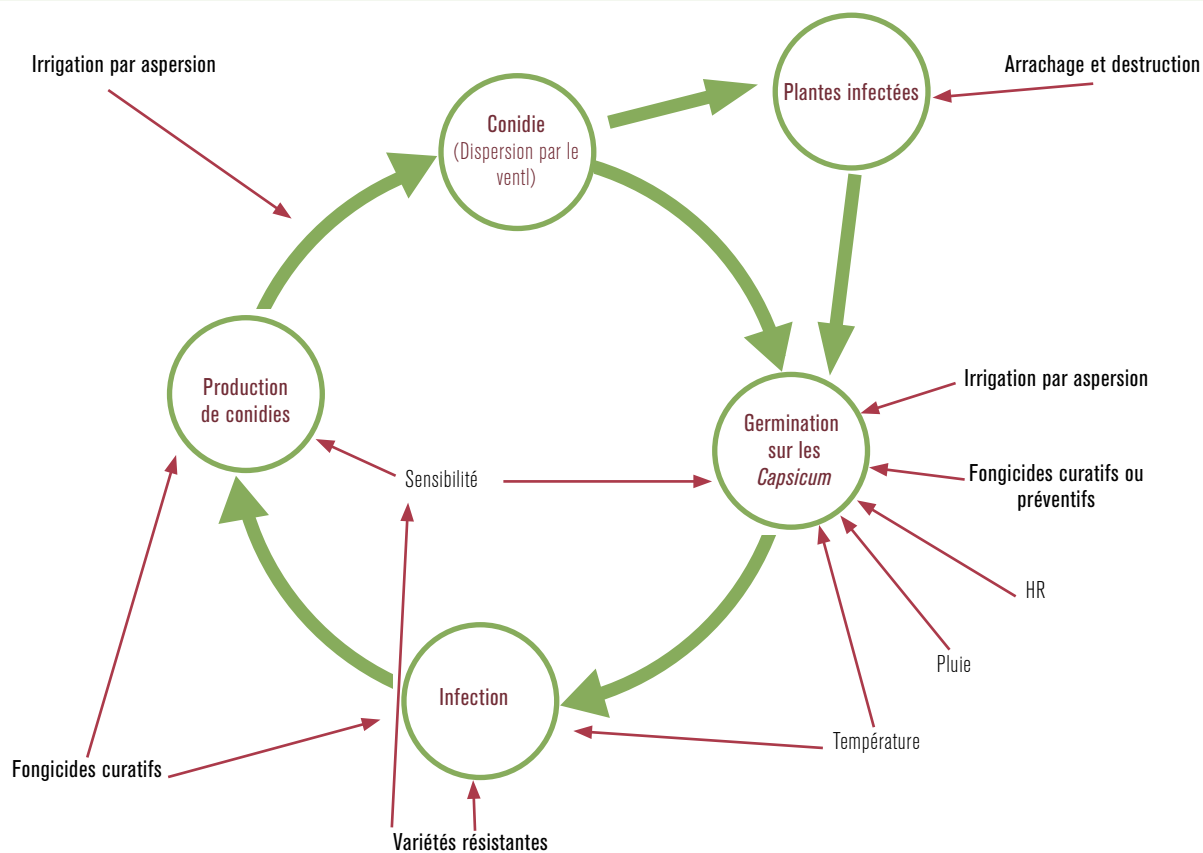 Irrigation par aspersion
Conidie
(Dispersion par le
ventl)
Plantes infectées
Arrachage et destruction
Production
de conidies
Germination
sur les
Capsicum
Irrigation par aspersion
Fongicides curatifs ou
préventifs
Sensibilité
HR
Pluie
Infection
Température
Fongicides curatifs
Variétés résistantes